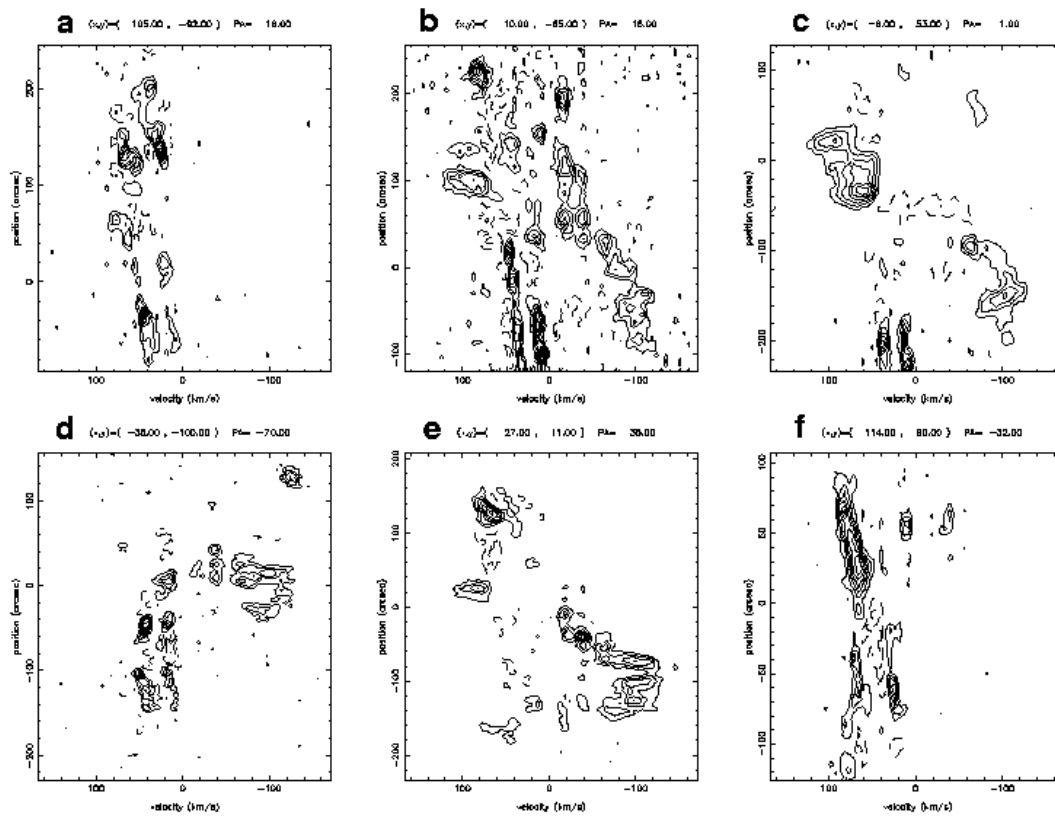 a (x,y)=( 105.00 , -92.00 ) PA= 16.00
b (x,y)=( 10.00 , -65.00 ) PA= 16.00
c (x,y)=( -8.00 , 53.00 ) PA= 1.00
position (arcsec)
200
100
0
100 0 -100
velocity (km/s)
position (arcsec)
200
100
0
-100
100 0 -100
velocity (km/s)
position (arcsec)
100
0
-100
-200
100 0 -100
velocity (km/s)
d (x,y)=( -38.00 , -100.00 ) PA= -70.00
e (x,y)=( 27.00 , 11.00 ) PA= 38.00
f (x,y)=( 114.00 , 80.00 ) PA= -32.00
position (arcsec)
100
0
-100
-200
100 0 -100
velocity (km/s)
position (arcsec)
200
100
0
-100
-200
100 0 -100
velocity (km/s)
position (arcsec)
100
50
0
-50
-100
100 0 -100
velocity (km/s)